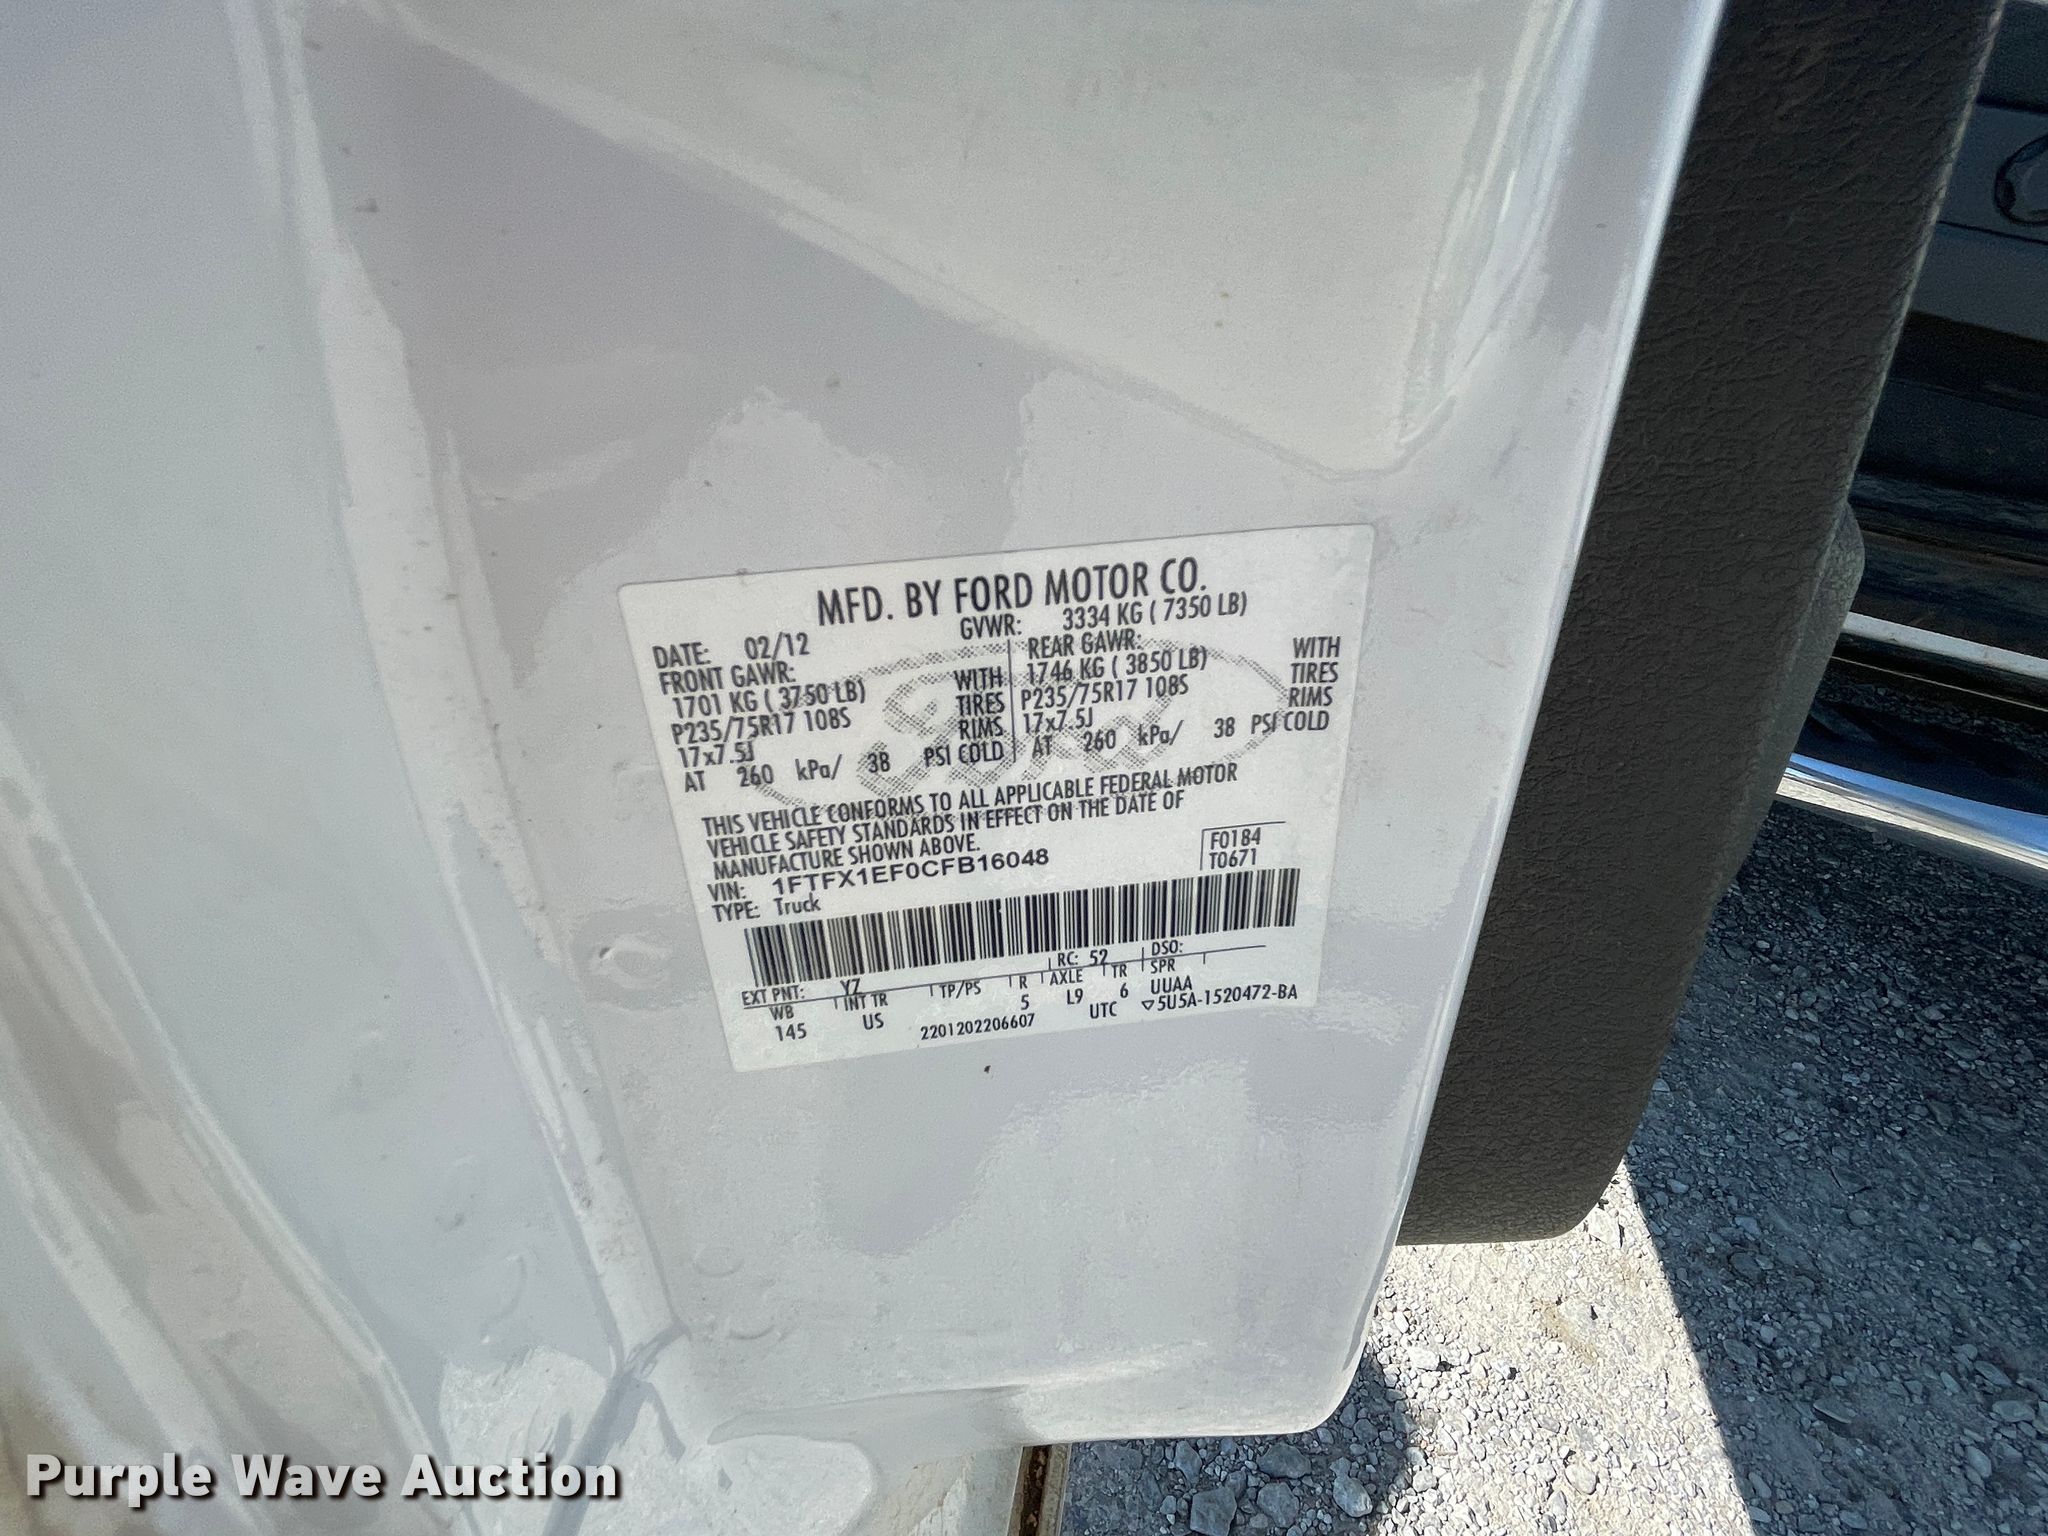 MFD. BY FORD MOTOR CO.
DATE: 02/12 GVWR: 3334 KG ( 7350 LB)
FRONT GAWR: REAR GAWR:
1701 KG ( 3750 LB) WITH 1746 KG ( 3850 LB) WITH
P235/75R17 108S TIRES P235/75R17 108S TIRES
17x7.5J RIMS 17x7.5J RIMS
AT 260 kPa/ 38 PSI COLD AT 260 kPa/ 38 PSI COLD
Ford
THIS VEHICLE CONFORMS TO ALL APPLICABLE FEDERAL MOTOR
VEHICLE SAFETY STANDARDS IN EFFECT ON THE DATE OF
MANUFACTURE SHOWN ABOVE.
VIN: 1FTFX1EF0CFB16048 F0184
TYPE: Truck T0671
EXT PNT: YZ RC: 52 DSO:
WB INT TR TP/PS R AXLE TR SPR
145 US 5 L9 6 UUAA
2201202206607 UTC ▽5U5A-1520472-BA
Purple Wave Auction